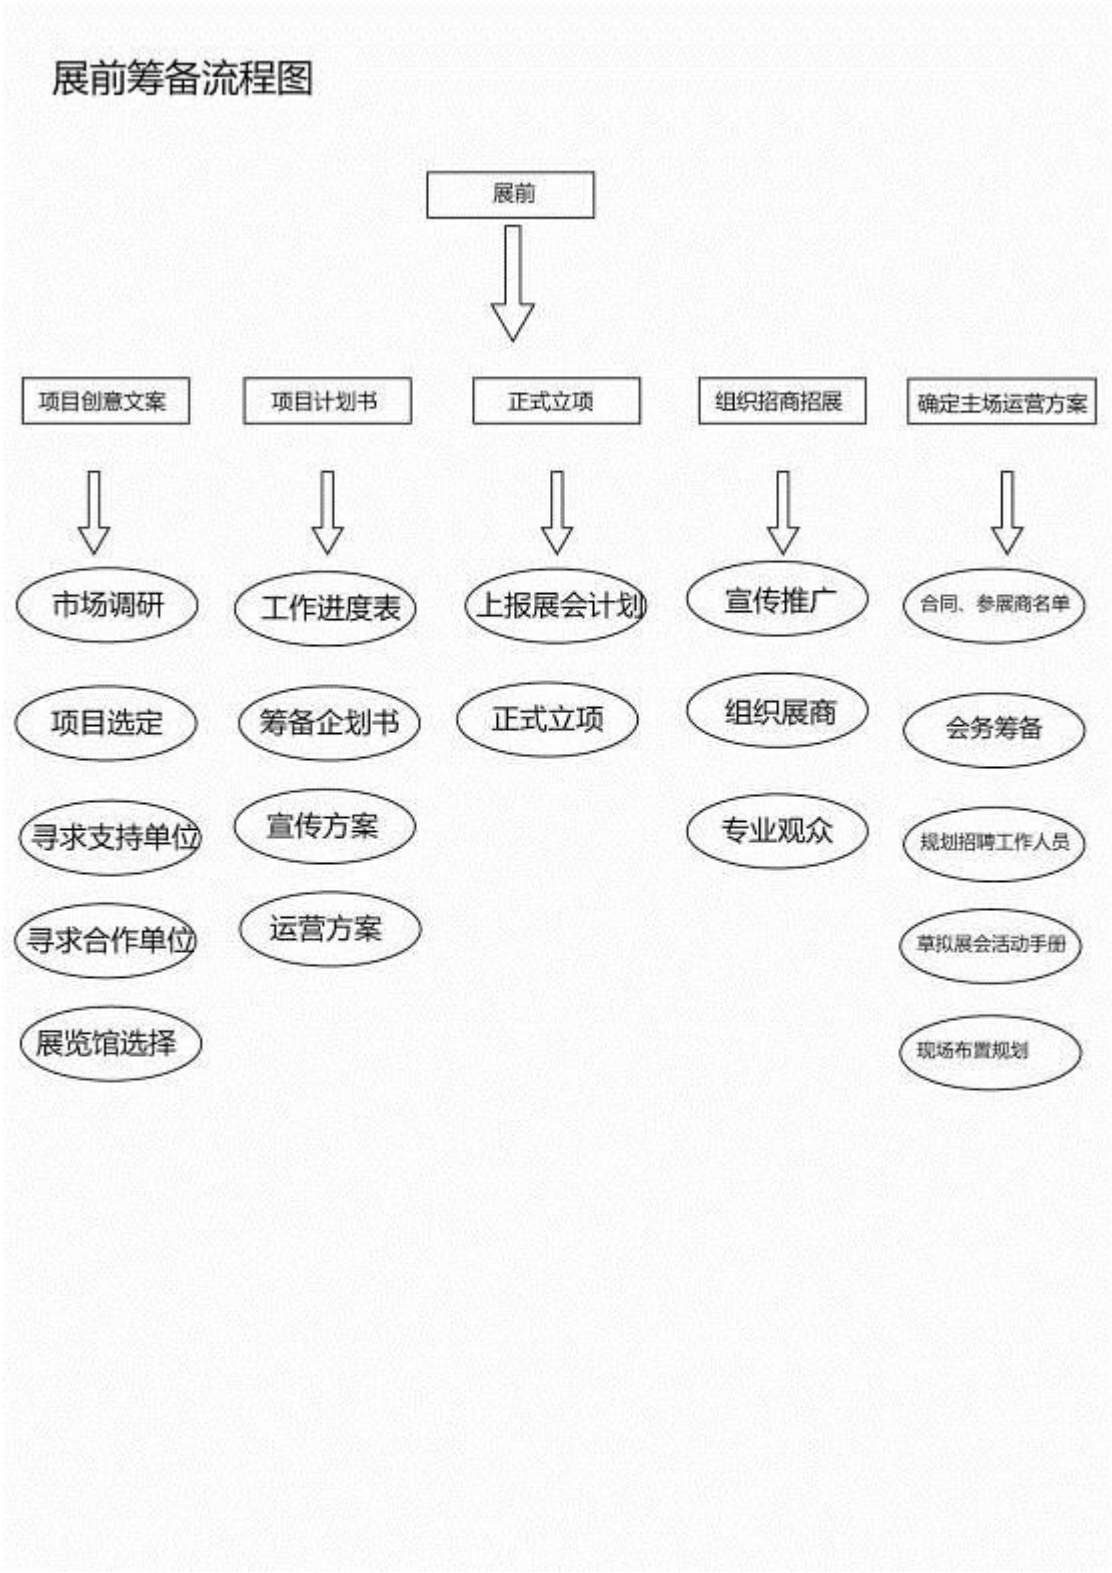 展前筹备流程图
展前
项目创意文案
项目计划书
正式立项
组织招商招展
确定主场运营方案
市场调研
工作进度表
上报展会计划
宣传推广
合同、参展商名单
项目选定
筹备企划书
正式立项
组织展商
会务筹备
寻求支持单位
宣传方案
专业观众
规划招聘工作人员
寻求合作单位
运营方案
草拟展会活动手册
展览馆选择
现场布置规划